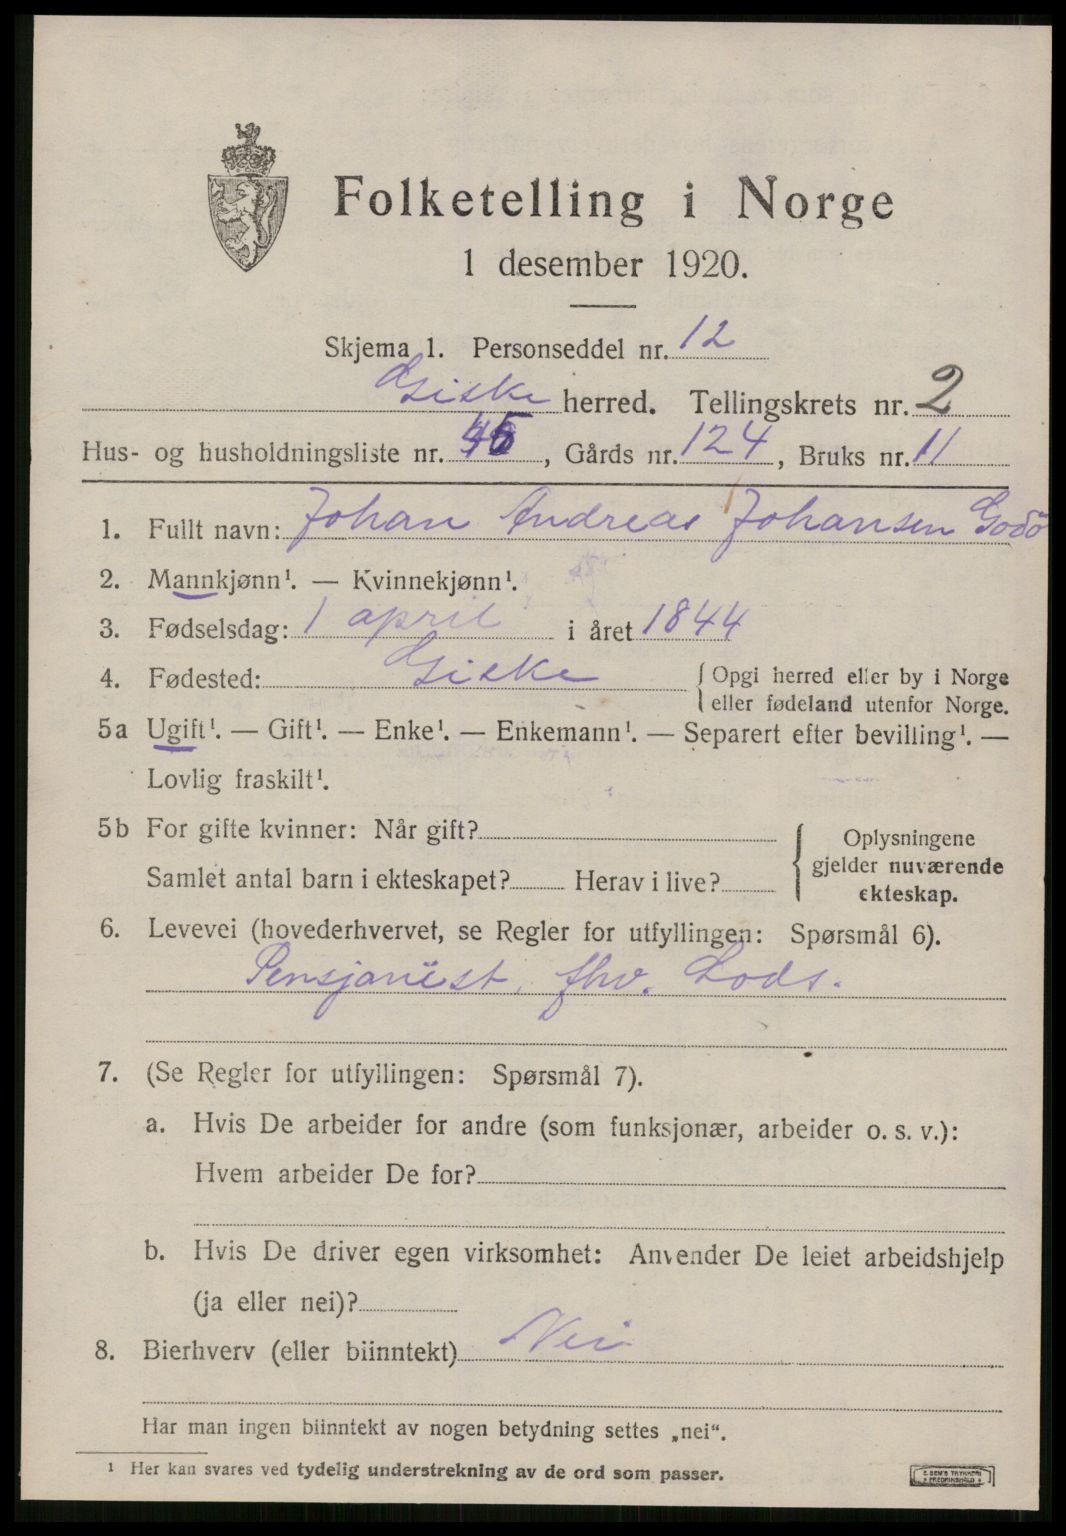 Folketelling i Norge
1 desember 1920.
Skjema 1. Personseddel nr. 12
Giske herred. Tellingskrets nr. 2
Hus- og husholdningsliste nr. 45, Gårds nr. 124, Bruks nr. 11
1. Fullt navn: Johan Andreas Johansen Godö
2. Mannkjønn¹. — Kvinnekjønn¹.
3. Fødselsdag: 1 april i året 1844
4. Fødested: Giske { Opgi herred eller by i Norge
eller fødeland utenfor Norge.
5a Ugift¹. — Gift¹. — Enke¹. — Enkemann¹. — Separert efter bevilling¹. —
Lovlig fraskilt¹.
5b For gifte kvinner: Når gift?
Samlet antal barn i ekteskapet? Herav i live?
Oplysningene
gjelder nuværende
ekteskap.
6. Levevei (hovederhvervet, se Regler for utfyllingen: Spørsmål 6).
Pensjonist, fhv. Lods.
7. (Se Regler for utfyllingen: Spørsmål 7).
a. Hvis De arbeider for andre (som funksjonær, arbeider o. s. v.):
Hvem arbeider De for?
b. Hvis De driver egen virksomhet: Anvender De leiet arbeidshjelp
(ja eller nei)?
8. Bierhverv (eller biinntekt) Nei
Har man ingen biinntekt av nogen betydning settes „nei“.
¹ Her kan svares ved tydelig understrekning av de ord som passer.
E. SEM'S TRYKKERI
FREDRIKSHALD